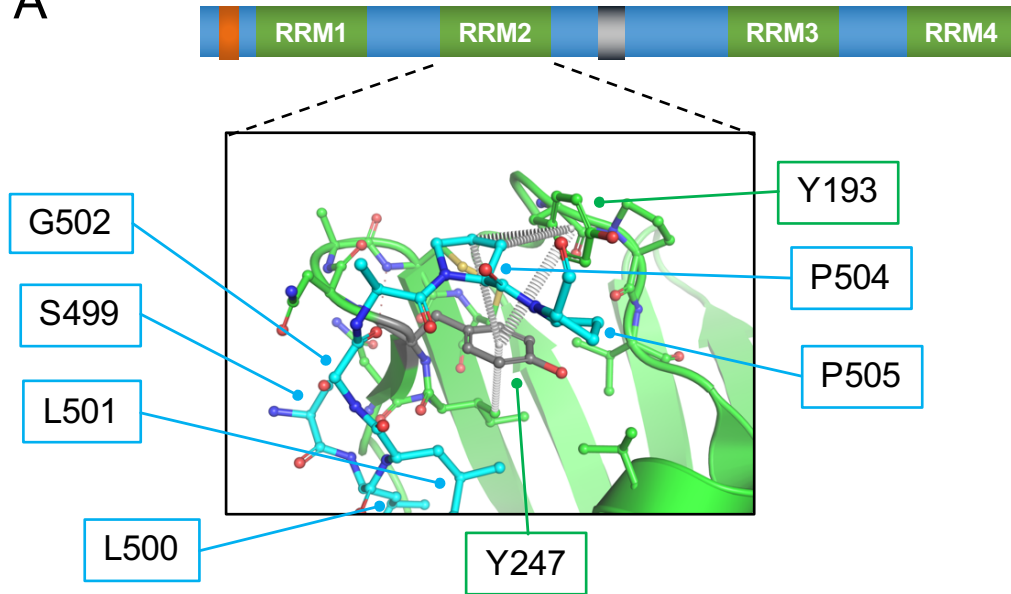 A
RRM1 RRM2 RRM3 RRM4
Y193
G502
P504
S499
P505
L501
L500
Y247